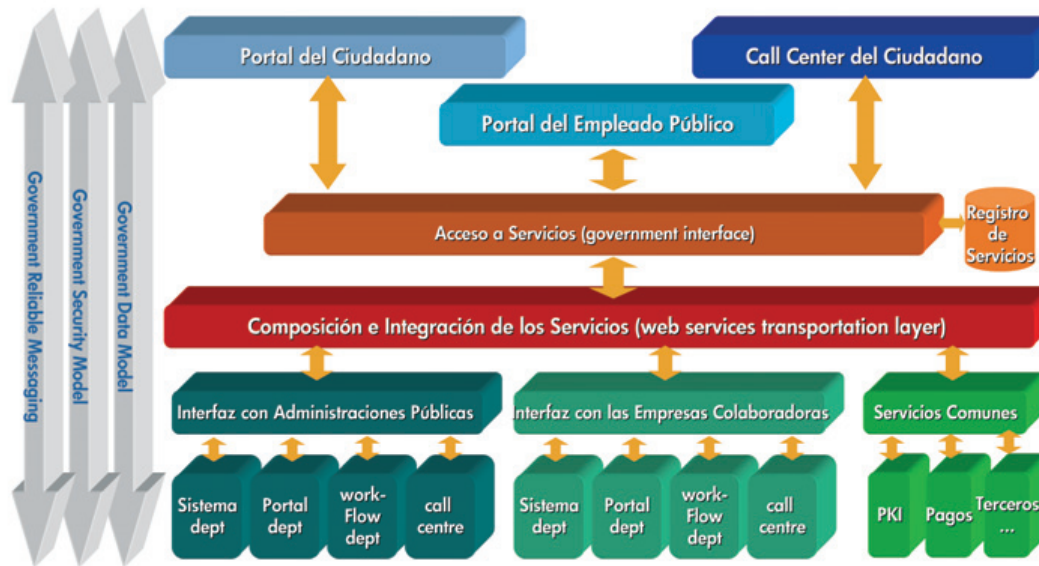 Portal del Ciudadano
Call Center del Ciudadano
Portal del Empleado Público
Government Reliable Messaging
Government Security Model
Government Data Model
Acceso a Servicios (government interface)
Registro
de
Servicios
Composición e Integración de los Servicios (web services transportation layer)
Interfaz con Administraciones Públicas
Interfaz con las Empresas Colaboradoras
Servicios Comunes
Sistema
dept
Portal
dept
work-
Flow
dept
call
centre
Sistema
dept
Portal
dept
work-
Flow
dept
call
centre
PKI
Pagos
Terceros
...